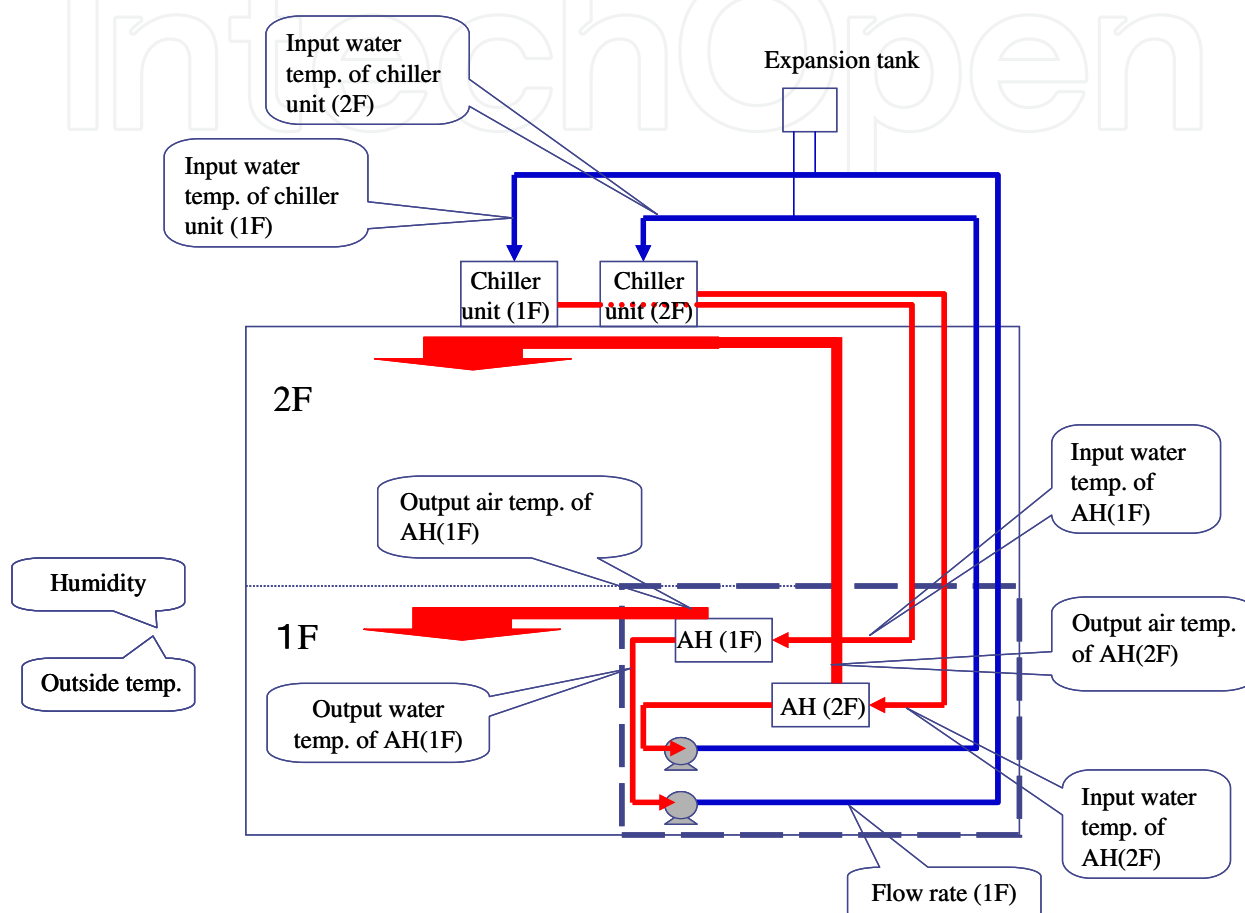 IntechOpen
Input water
temp. of chiller
unit (2F)
Expansion tank
Input water
temp. of chiller
unit (1F)
Chiller
unit (1F)
Chiller
unit (2F)
2F
Input water
temp. of
AH(1F)
Output air temp. of
AH(1F)
Humidity
1F
AH (1F)
Output air temp.
of AH(2F)
Outside temp.
Output water
temp. of AH(1F)
AH (2F)
Input water
temp. of
AH(2F)
Flow rate (1F)